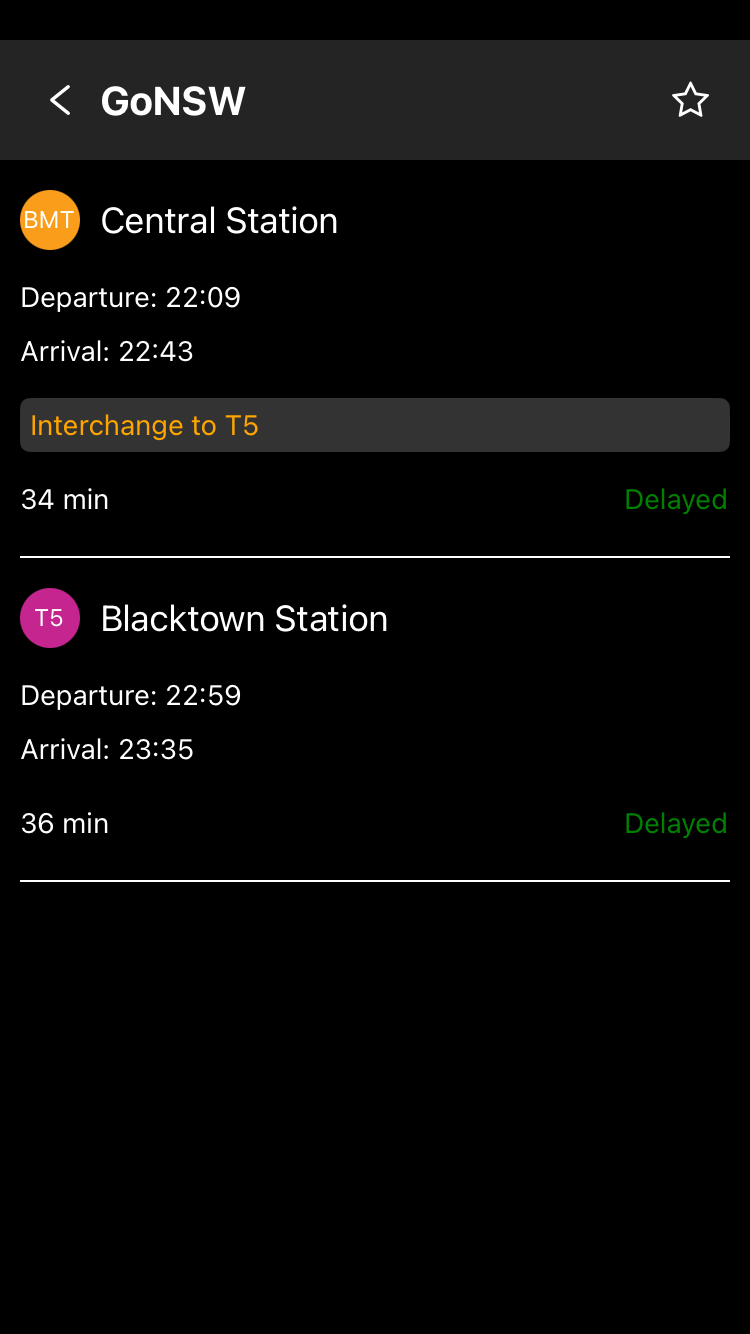 GoNSW
BMT Central Station
Departure: 22:09
Arrival: 22:43
Interchange to T5
34 min Delayed
T5 Blacktown Station
Departure: 22:59
Arrival: 23:35
36 min Delayed